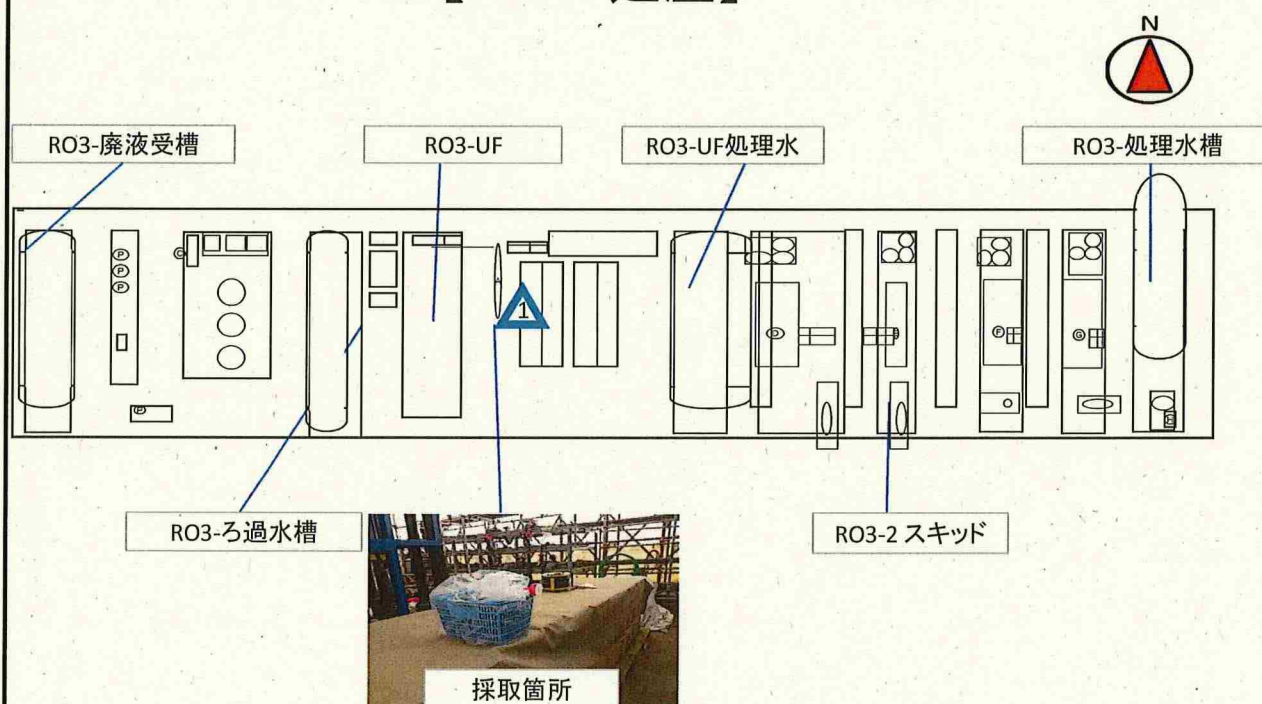 N
RO3-廃液受槽
RO3-UF
RO3-UF処理水
RO3-処理水槽
P
P
P
P
1
F
G
RO3-ろ過水槽
RO3-2 スキッド
採取箇所